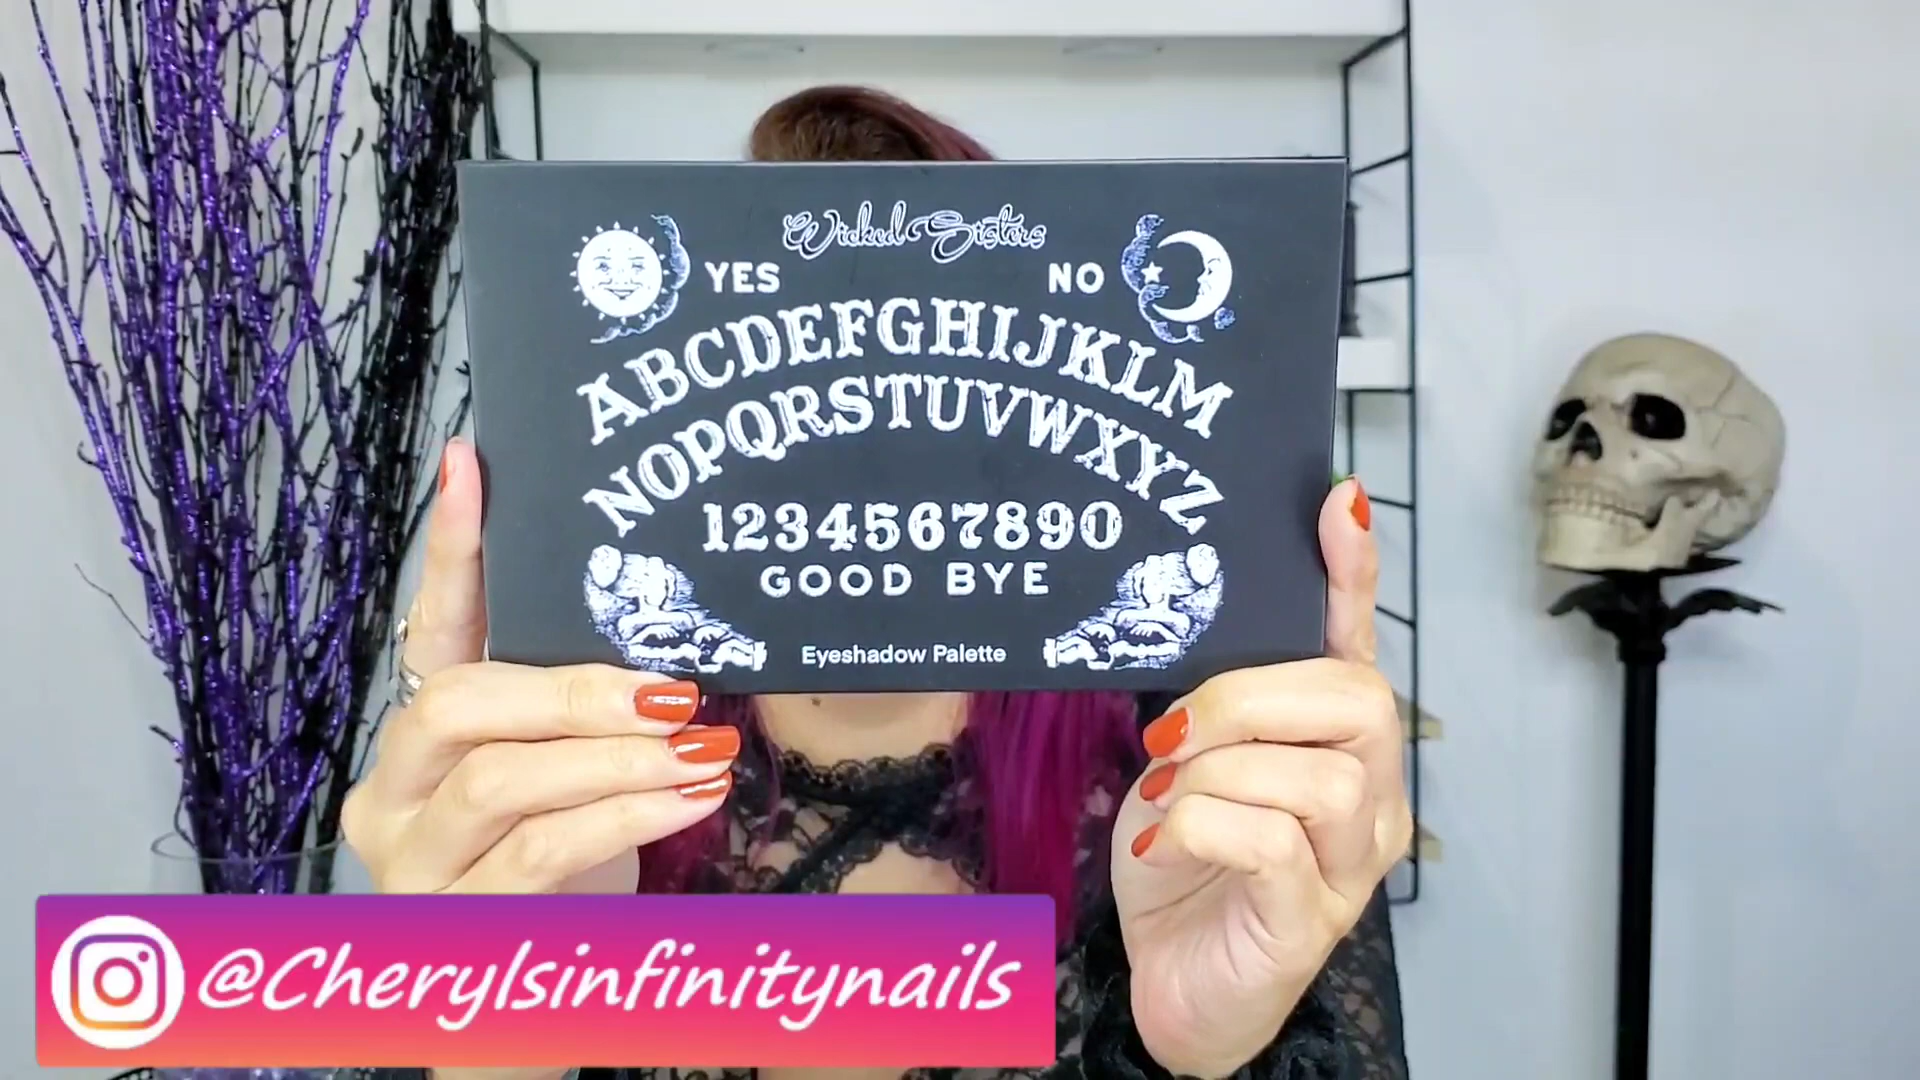 Wicked Sisters
YES NO
ABCDEFGHIJKLM
NOPQRSTUVWXYZ
1234567890
GOOD BYE
Eyeshadow Palette
@Cherylsinfinitynails